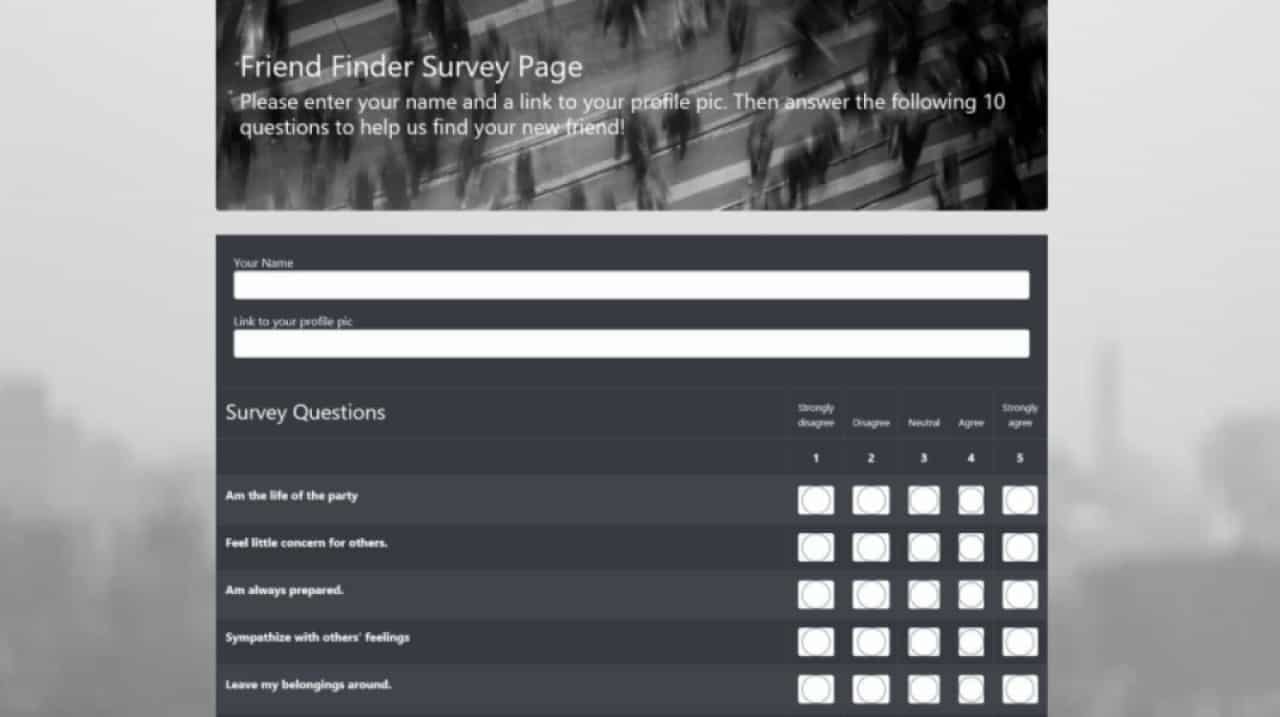 Friend Finder Survey Page
Please enter your name and a link to your profile pic. Then answer the following 10
questions to help us find your new friend!
Your Name
Link to your profile pic
Survey Questions
Strongly disagree
Disagree
Neutral
Agree
Strongly agree
1 2 3 4 5
Am the life of the party
Feel little concern for others.
Am always prepared.
Sympathize with others' feelings
Leave my belongings around.